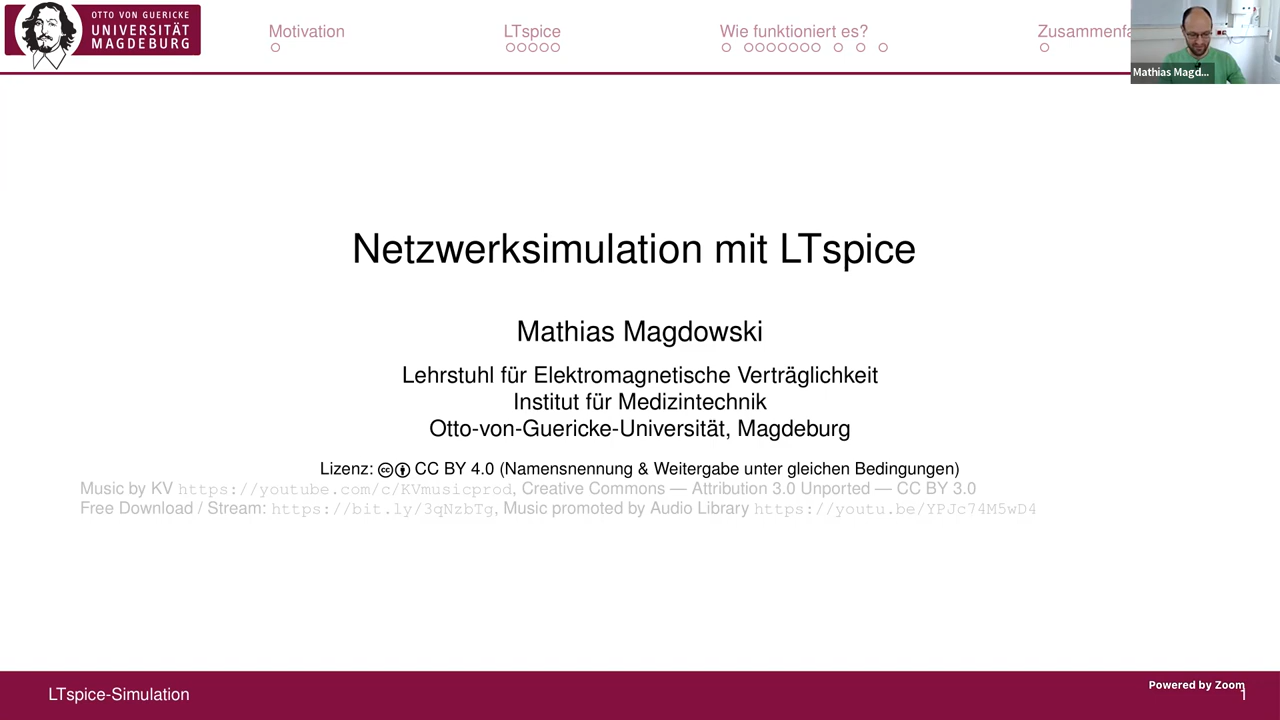 OTTO VON GUERICKE
UNIVERSITÄT
MAGDEBURG
Motivation
LTspice
Wie funktioniert es?
Zusammenfa
Mathias Magd...
Netzwerksimulation mit LTspice
Mathias Magdowski
Lehrstuhl für Elektromagnetische Verträglichkeit
Institut für Medizintechnik
Otto-von-Guericke-Universität, Magdeburg
Lizenz: CC BY 4.0 (Namensnennung & Weitergabe unter gleichen Bedingungen)
Music by KV https://youtube.com/c/KVmusicprod, Creative Commons — Attribution 3.0 Unported — CC BY 3.0
Free Download / Stream: https://bit.ly/3qNzbTg, Music promoted by Audio Library https://youtu.be/YPJc74M5wD4
LTspice-Simulation
Powered by Zoom
1